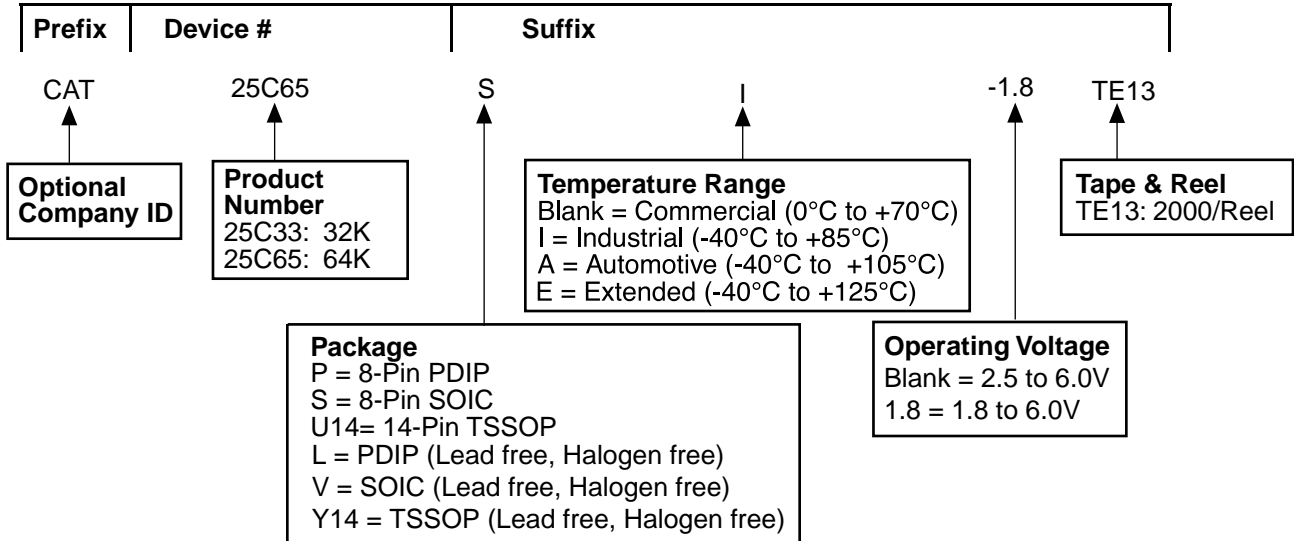 Prefix Device # Suffix
CAT 25C65 S I -1.8 TE13
Optional
Company ID
Product
Number
25C33: 32K
25C65: 64K
Temperature Range
Blank = Commercial (0°C to +70°C)
I = Industrial (-40°C to +85°C)
A = Automotive (-40°C to +105°C)
E = Extended (-40°C to +125°C)
Tape & Reel
TE13: 2000/Reel
Package
P = 8-Pin PDIP
S = 8-Pin SOIC
U14= 14-Pin TSSOP
L = PDIP (Lead free, Halogen free)
V = SOIC (Lead free, Halogen free)
Y14 = TSSOP (Lead free, Halogen free)
Operating Voltage
Blank = 2.5 to 6.0V
1.8 = 1.8 to 6.0V